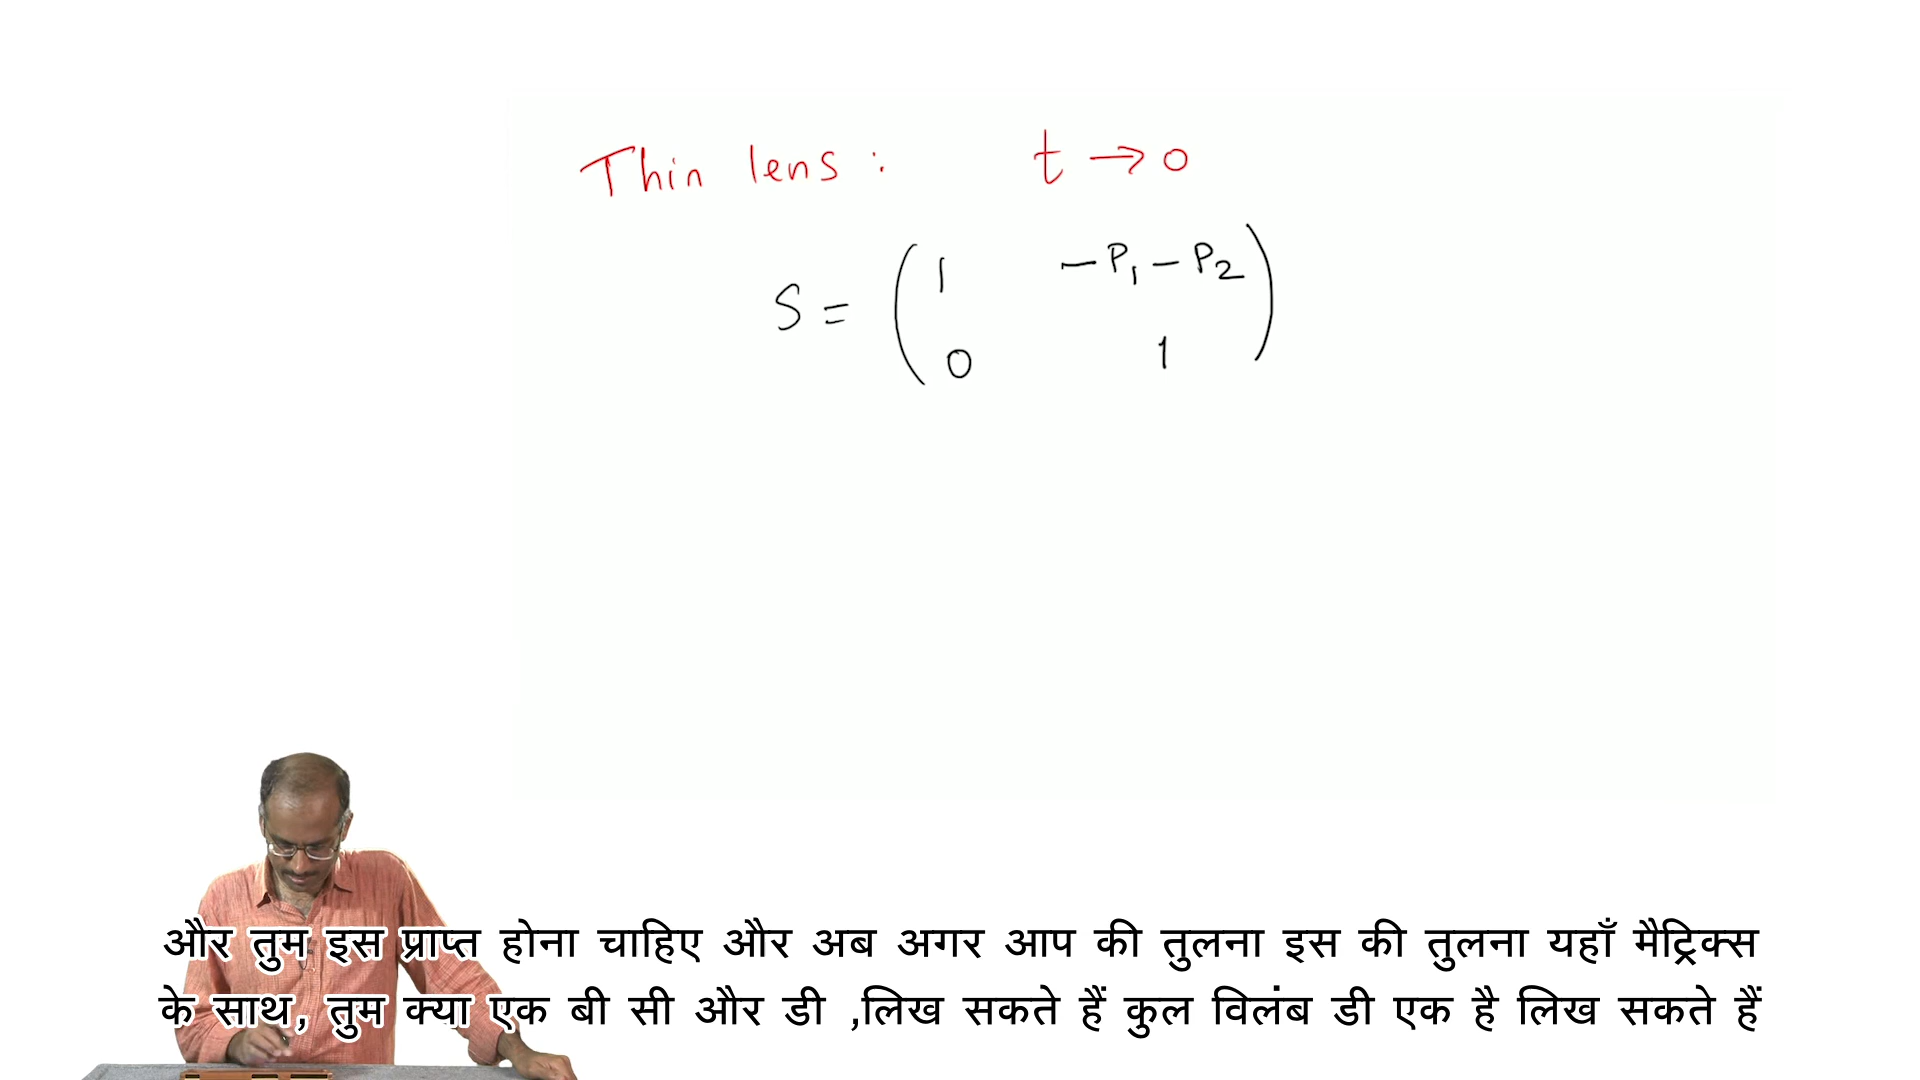 Thin lens : t → 0
S = ( 1 −P₁ − P₂
0 1 )
और तुम इस प्राप्त होना चाहिए और अब अगर आप की तुलना इस की तुलना यहाँ मैट्रिक्स
के साथ, तुम क्या एक बी सी और डी ,लिख सकते हैं कुल विलंब डी एक है लिख सकते हैं